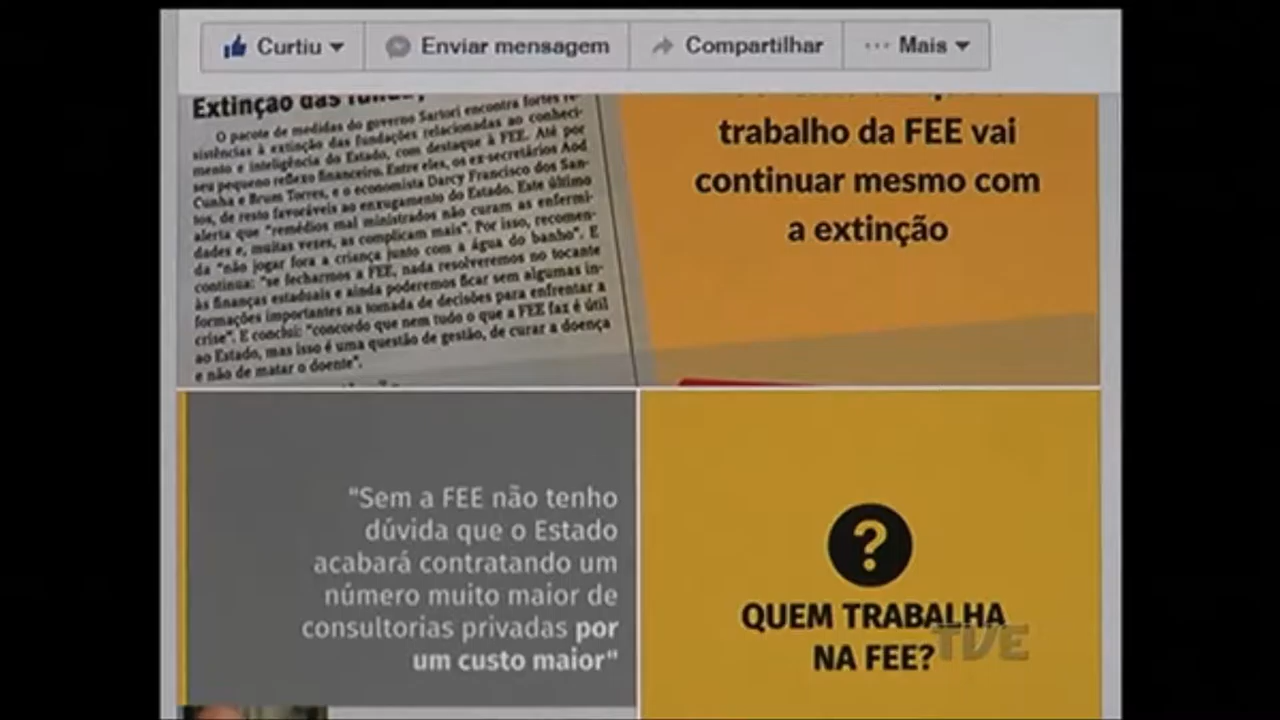 Curtiu
Enviar mensagem
Compartilhar
Mais
Extinção das
O pacote de medidas do governo Sartori encontra fortes re-
sistências à extinção das fundações relacionadas ao conheci-
mento e inteligência do Estado, com destaque à FEE. Até por
seu pequeno reflexo financeiro. Entre eles, os ex-secretários Aod
Cunha e Brum Torres, e o economista Darcy Francisco dos San-
tos, de resto favoráveis ao enxugamento do Estado. Este último
alerta que "remédios mal ministrados não curam as enfermi-
dades e, muitas vezes, as complicam mais". Por isso, recomen-
da "não jogar fora a criança junto com a água do banho". E
continua: "se fecharmos a FEE, nada resolveremos no tocante
às finanças estaduais e ainda poderemos ficar sem algumas in-
formações importantes na tomada de decisões para enfrentar a
crise". E conclui: "concordo que nem tudo o que a FEE faz é útil
ao Estado, mas isso é uma questão de gestão, de curar a doença
e não de matar o doente".
trabalho da FEE vai
continuar mesmo com
a extinção
"Sem a FEE não tenho
dúvida que o Estado
acabará contratando um
número muito maior de
consultorias privadas por
um custo maior"
?
QUEM TRABALHA
NA FEE?
TVE